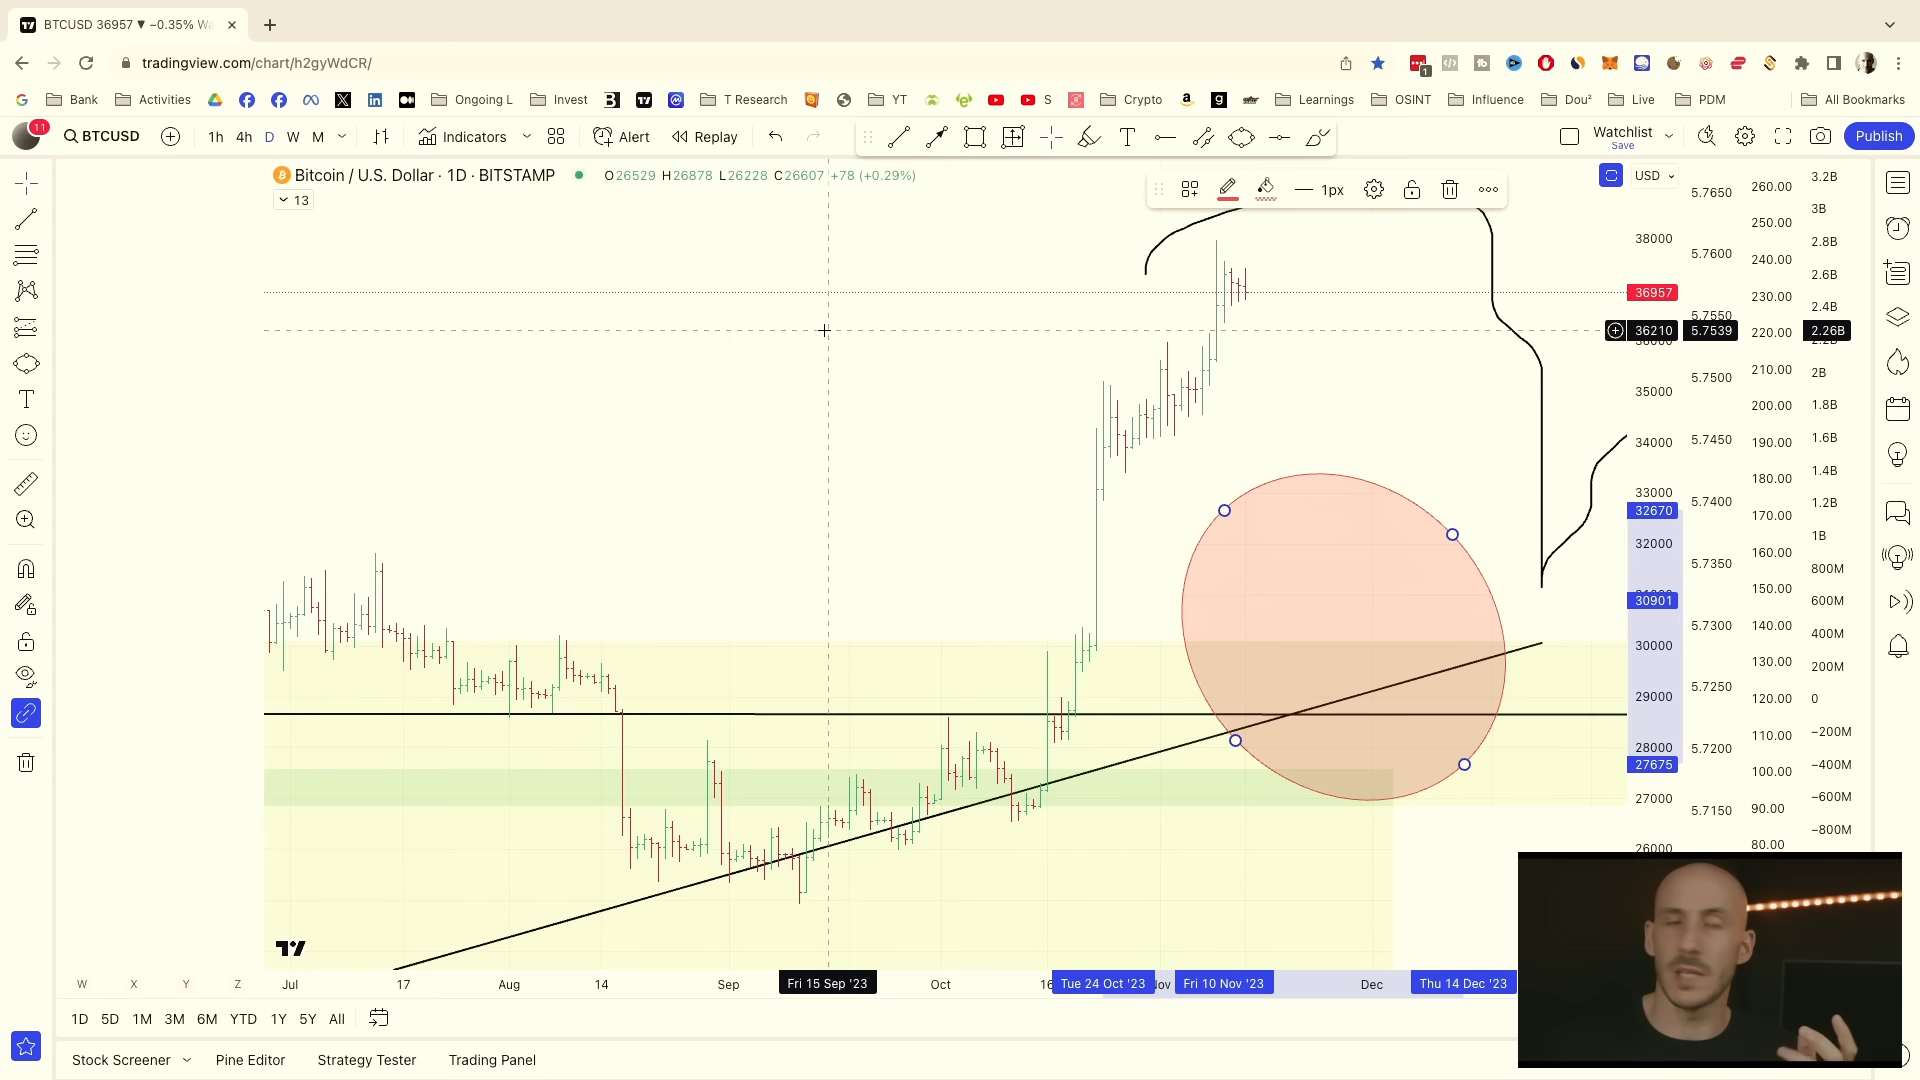 BTCUSD 36957 ▼ −0.35% Wa
tradingview.com/chart/h2gyWdCR/
1
Bank Activities Ongoing L Invest T Research YT S Crypto Learnings OSINT Influence Dou² Live PDM All Bookmarks
11
BTCUSD 1h 4h D W M Indicators Alert Replay Watchlist Publish
Save
Bitcoin / U.S. Dollar · 1D · BITSTAMP O26529 H26878 L26228 C26607 +78 (+0.29%)
13
1px
USD
38000
36957
36210
36000
35000
34000
33000
32670
32000
30901
30000
29000
28000
27675
27000
26000
5.7650
5.7600
5.7550
5.7539
5.7500
5.7450
5.7400
5.7350
5.7300
5.7250
5.7200
5.7150
260.00
250.00
240.00
230.00
220.00
210.00
200.00
190.00
180.00
170.00
160.00
150.00
140.00
130.00
120.00
110.00
100.00
90.00
80.00
3.2B
3B
2.8B
2.6B
2.4B
2.26B
2B
1.8B
1.6B
1.4B
1.2B
1B
800M
600M
400M
200M
0
−200M
−400M
−600M
−800M
W X Y Z Jul 17 Aug 14 Sep Fri 15 Sep '23 Oct 16 Tue 24 Oct '23 Nov Fri 10 Nov '23 Dec Thu 14 Dec '23
1D 5D 1M 3M 6M YTD 1Y 5Y All
Stock Screener Pine Editor Strategy Tester Trading Panel